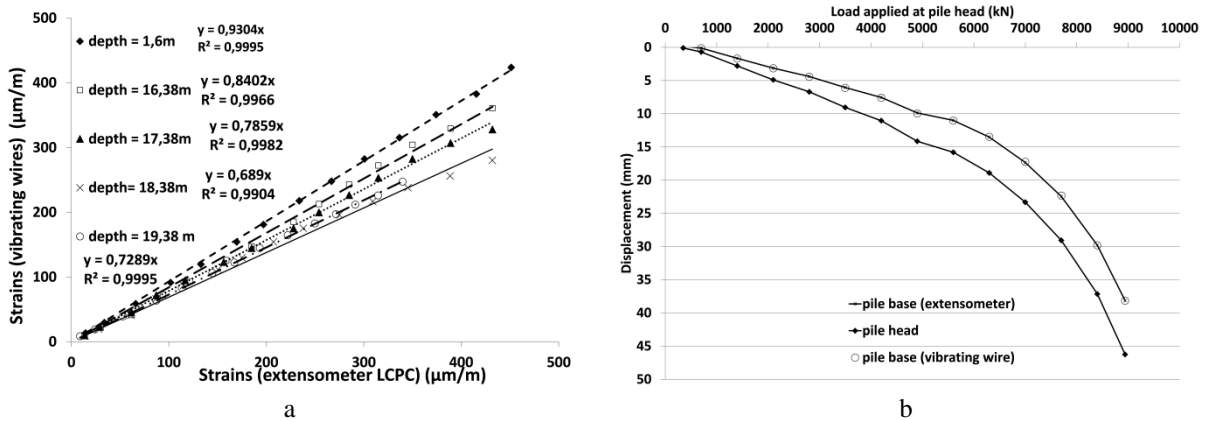 500
400
300
200
100
0
0
100
200
300
400
500
Strains (vibrating wires) (µm/m)
Strains (extensometer LCPC) (µm/m)
depth = 1,6m
y = 0,9304x
R² = 0,9995
depth = 16,38m
y = 0,8402x
R² = 0,9966
depth = 17,38m
y = 0,7859x
R² = 0,9982
depth= 18,38m
y = 0,689x
R² = 0,9904
depth = 19,38 m
y = 0,7289x
R² = 0,9995
a
Load applied at pile head (kN)
0 1000 2000 3000 4000 5000 6000 7000 8000 9000 10000
0
5
10
15
20
25
30
35
40
45
50
Displacement (mm)
pile base (extensometer)
pile head
pile base (vibrating wire)
b